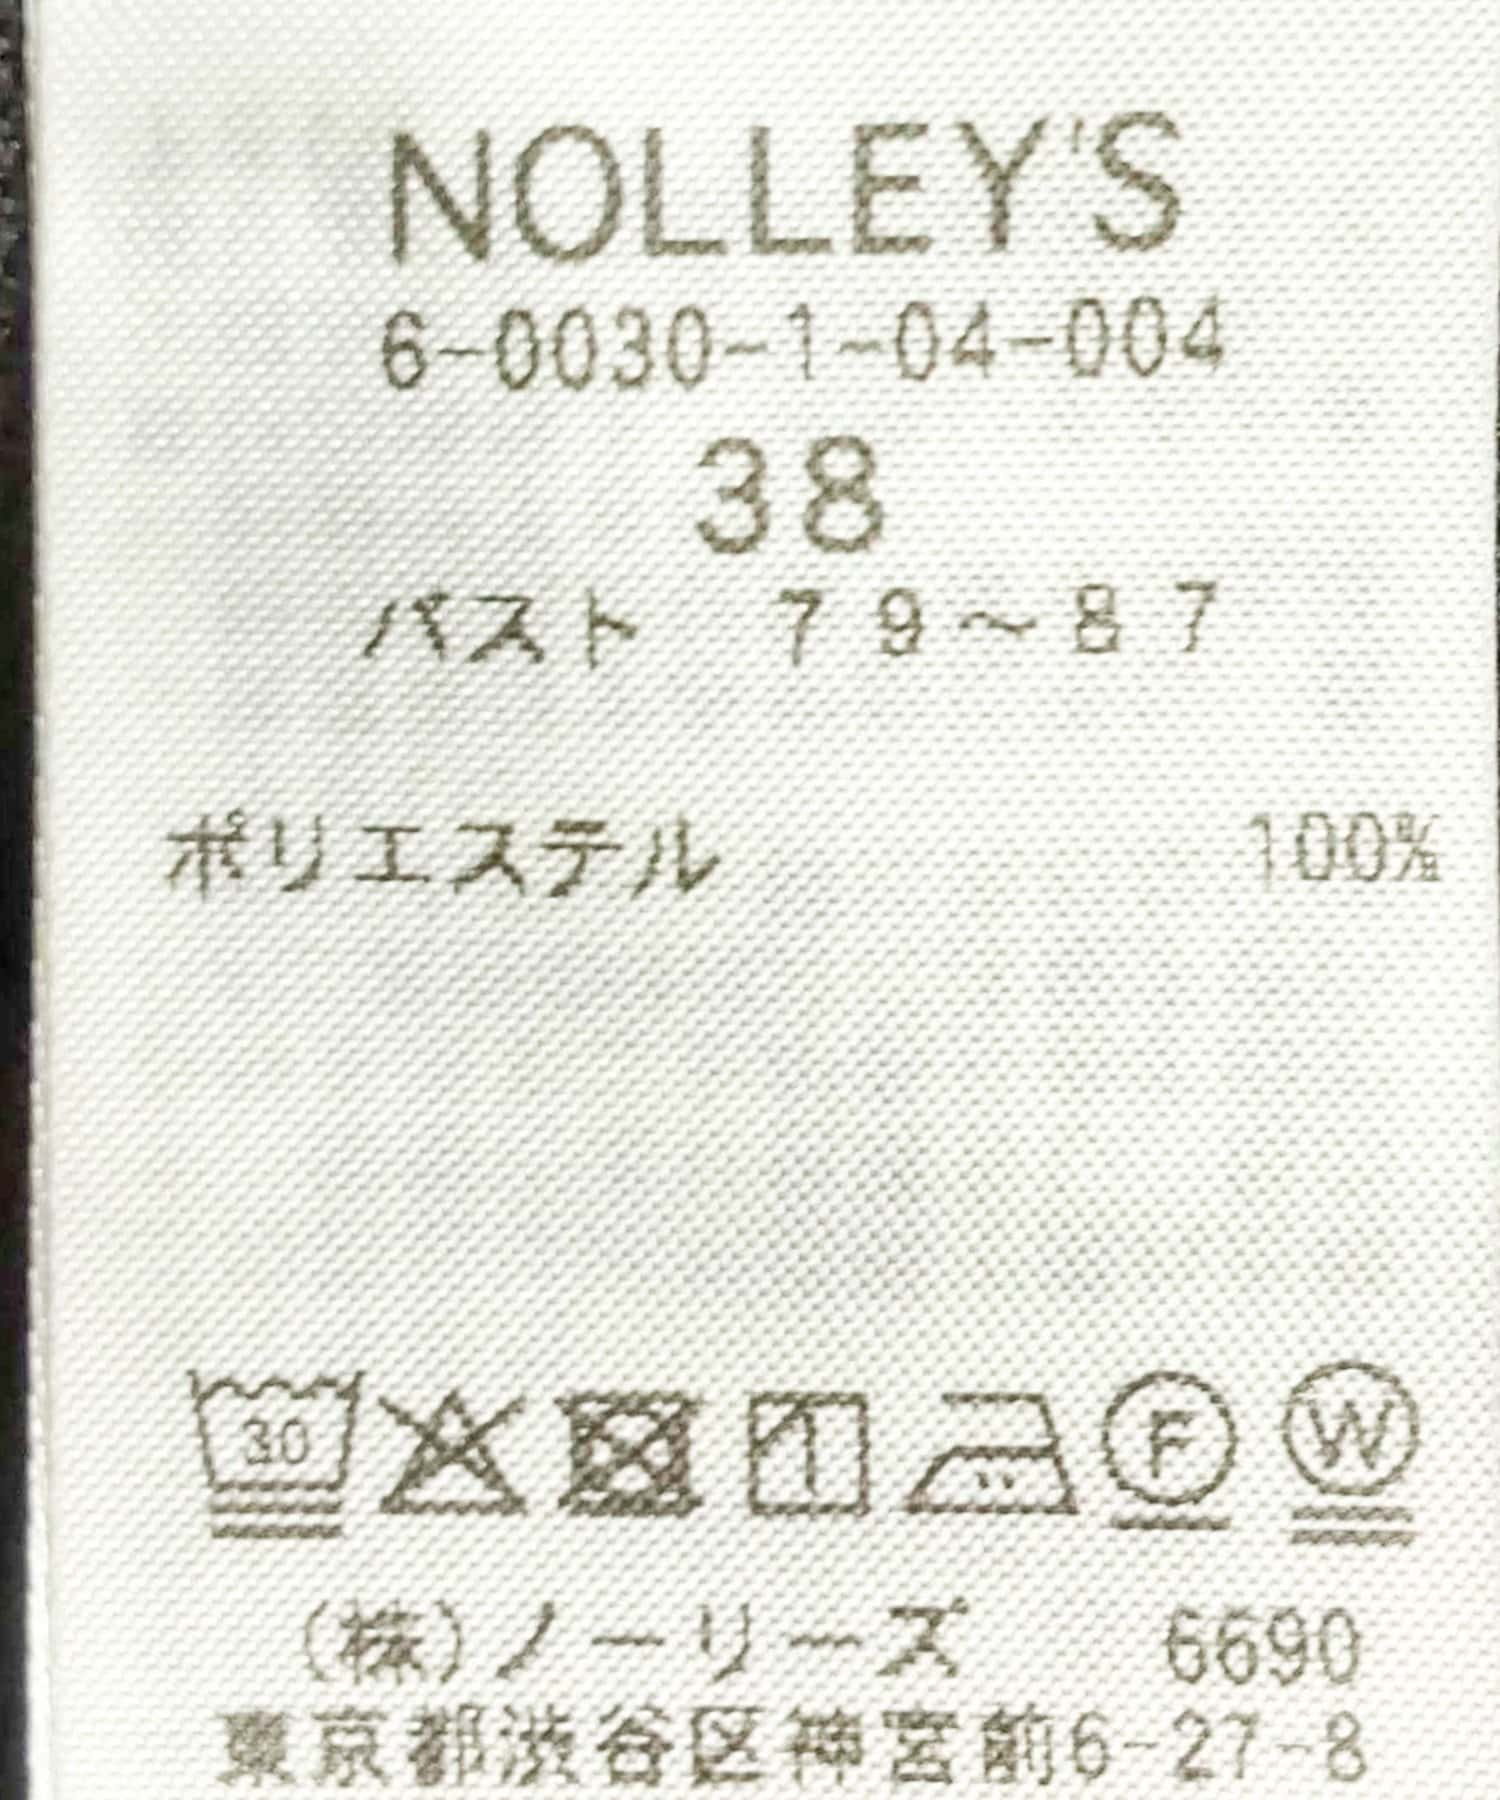 NOLLEY'S
6-0030-1-04-004
38
バスト 79～87
ポリエステル 100%
30 F W
(株)ノーリーズ 6690
東京都渋谷区神宮前6-27-8